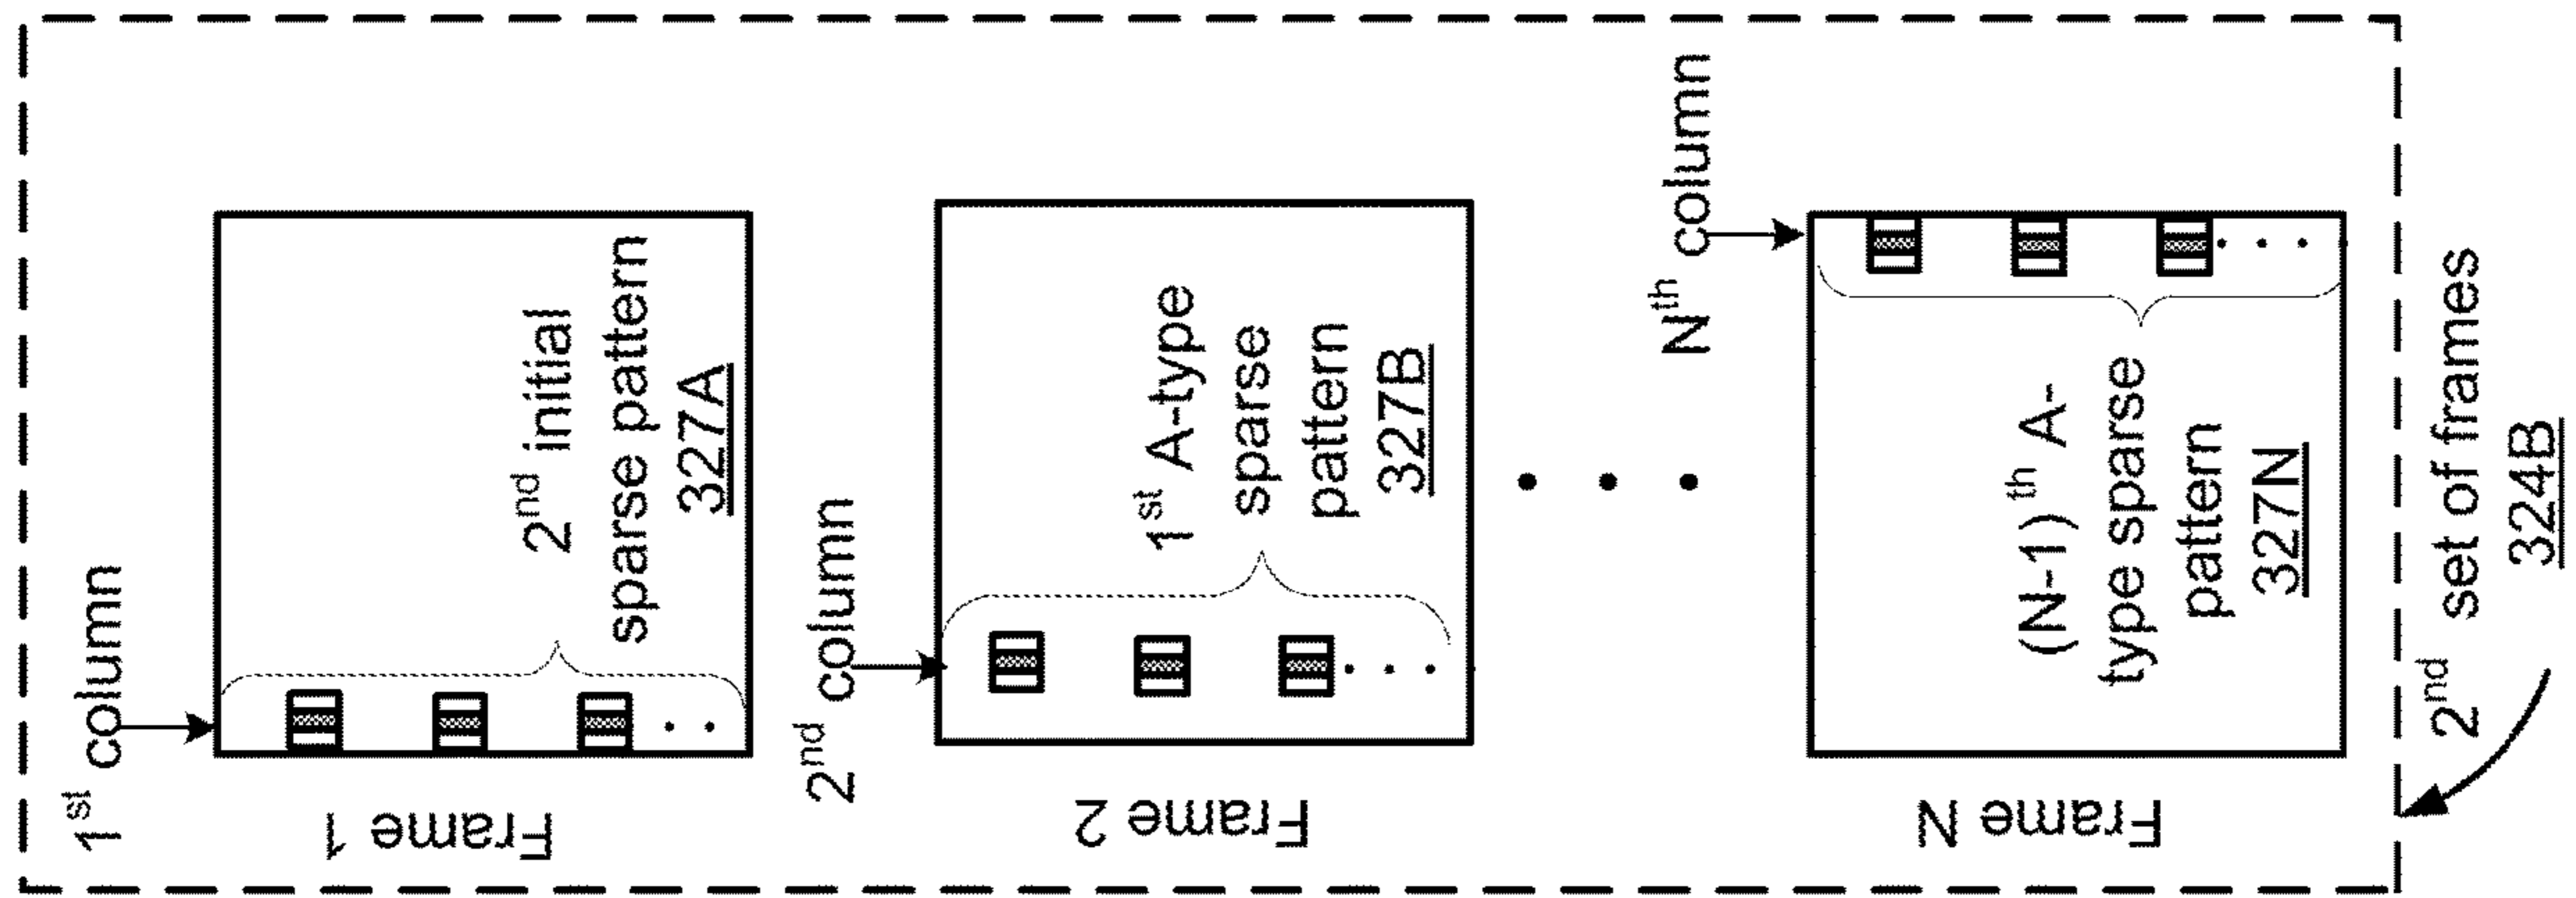 1st column
Frame 1
2nd initial
sparse pattern
327A
2nd column
Frame 2
1st A-type
sparse
pattern
327B
Nth column
Frame N
(N-1)th A-
type sparse
pattern
327N
2nd set of frames
324B